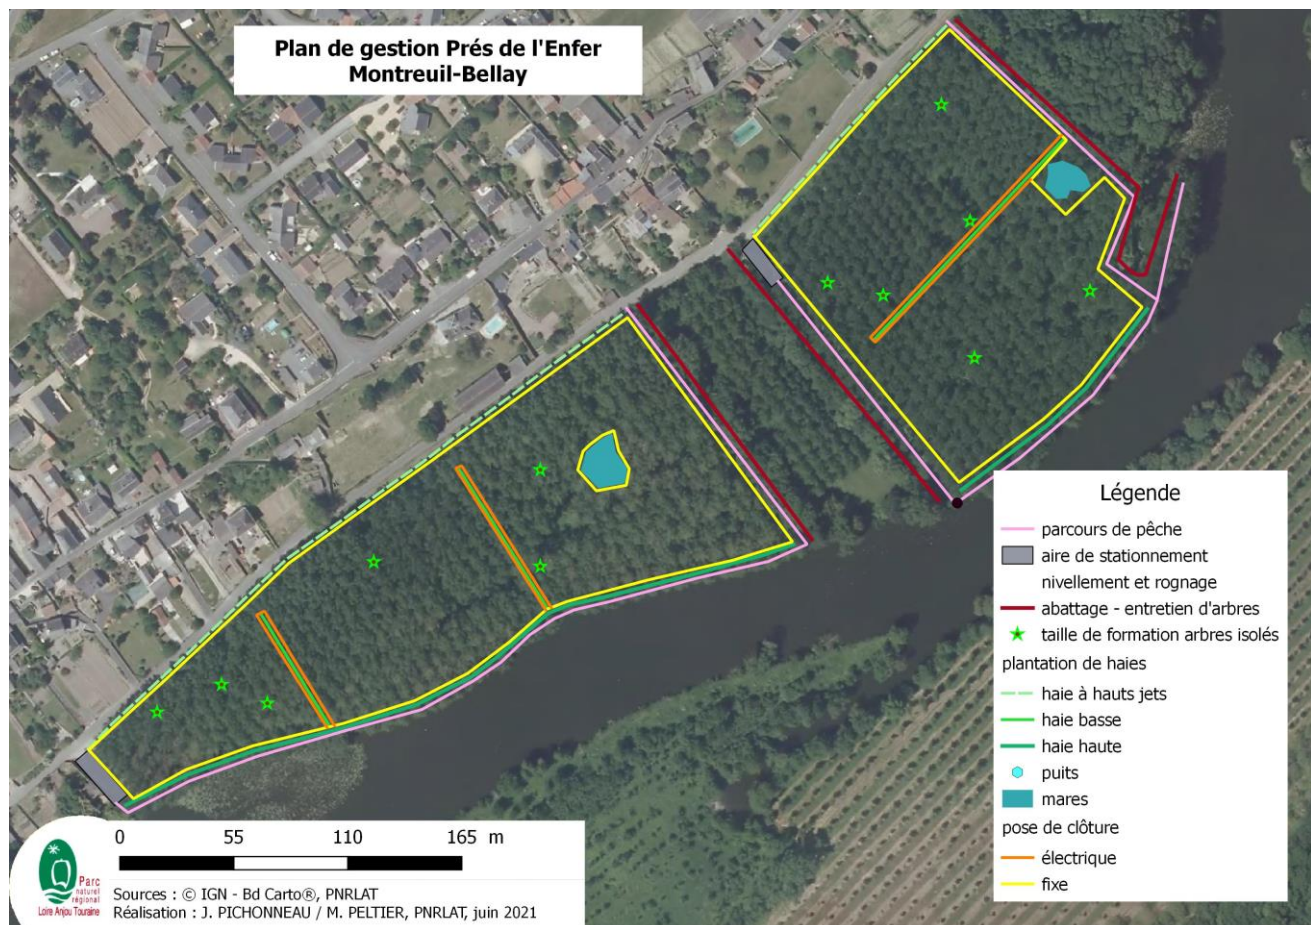 Plan de gestion Prés de l'Enfer
Montreuil-Bellay
Légende
parcours de pêche
aire de stationnement
nivellement et rognage
abattage - entretien d'arbres
taille de formation arbres isolés
plantation de haies
haie à hauts jets
haie basse
haie haute
puits
mares
pose de clôture
électrique
fixe
0 55 110 165 m
Sources : © IGN - Bd Carto®, PNRLAT
Réalisation : J. PICHONNEAU / M. PELTIER, PNRLAT, juin 2021
Parc
naturel
régional
Loire Anjou Touraine